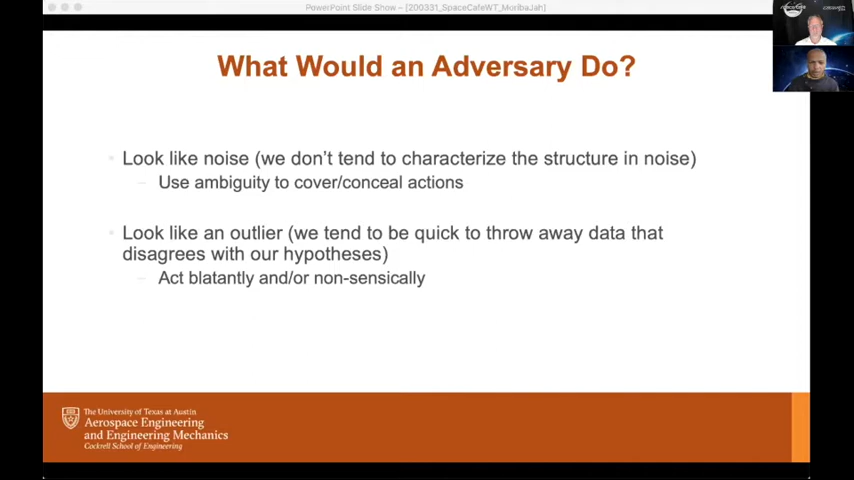 PowerPoint Slide Show – [200331_SpaceCafeWT_MoribaJah]
What Would an Adversary Do?
Look like noise (we don't tend to characterize the structure in noise)
Use ambiguity to cover/conceal actions
Look like an outlier (we tend to be quick to throw away data that
disagrees with our hypotheses)
Act blatantly and/or non-sensically
The University of Texas at Austin
Aerospace Engineering
and Engineering Mechanics
Cockrell School of Engineering